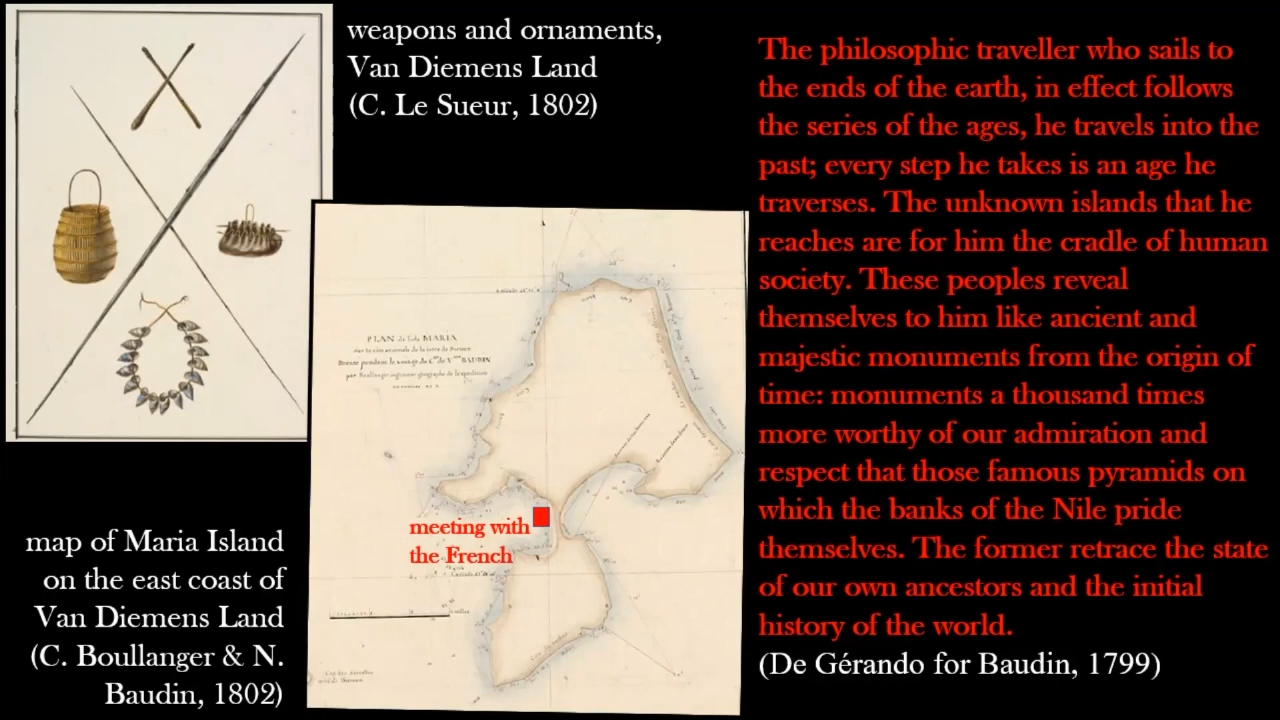 weapons and ornaments,
Van Diemens Land
(C. Le Sueur, 1802)
The philosophic traveller who sails to
the ends of the earth, in effect follows
the series of the ages, he travels into the
past; every step he takes is an age he
traverses. The unknown islands that he
reaches are for him the cradle of human
society. These peoples reveal
themselves to him like ancient and
majestic monuments from the origin of
time: monuments a thousand times
more worthy of our admiration and
respect that those famous pyramids on
which the banks of the Nile pride
themselves. The former retrace the state
of our own ancestors and the initial
history of the world.
(De Gérando for Baudin, 1799)
PLAN de l'isle MARIA
meeting with
the French
map of Maria Island
on the east coast of
Van Diemens Land
(C. Boullanger & N.
Baudin, 1802)